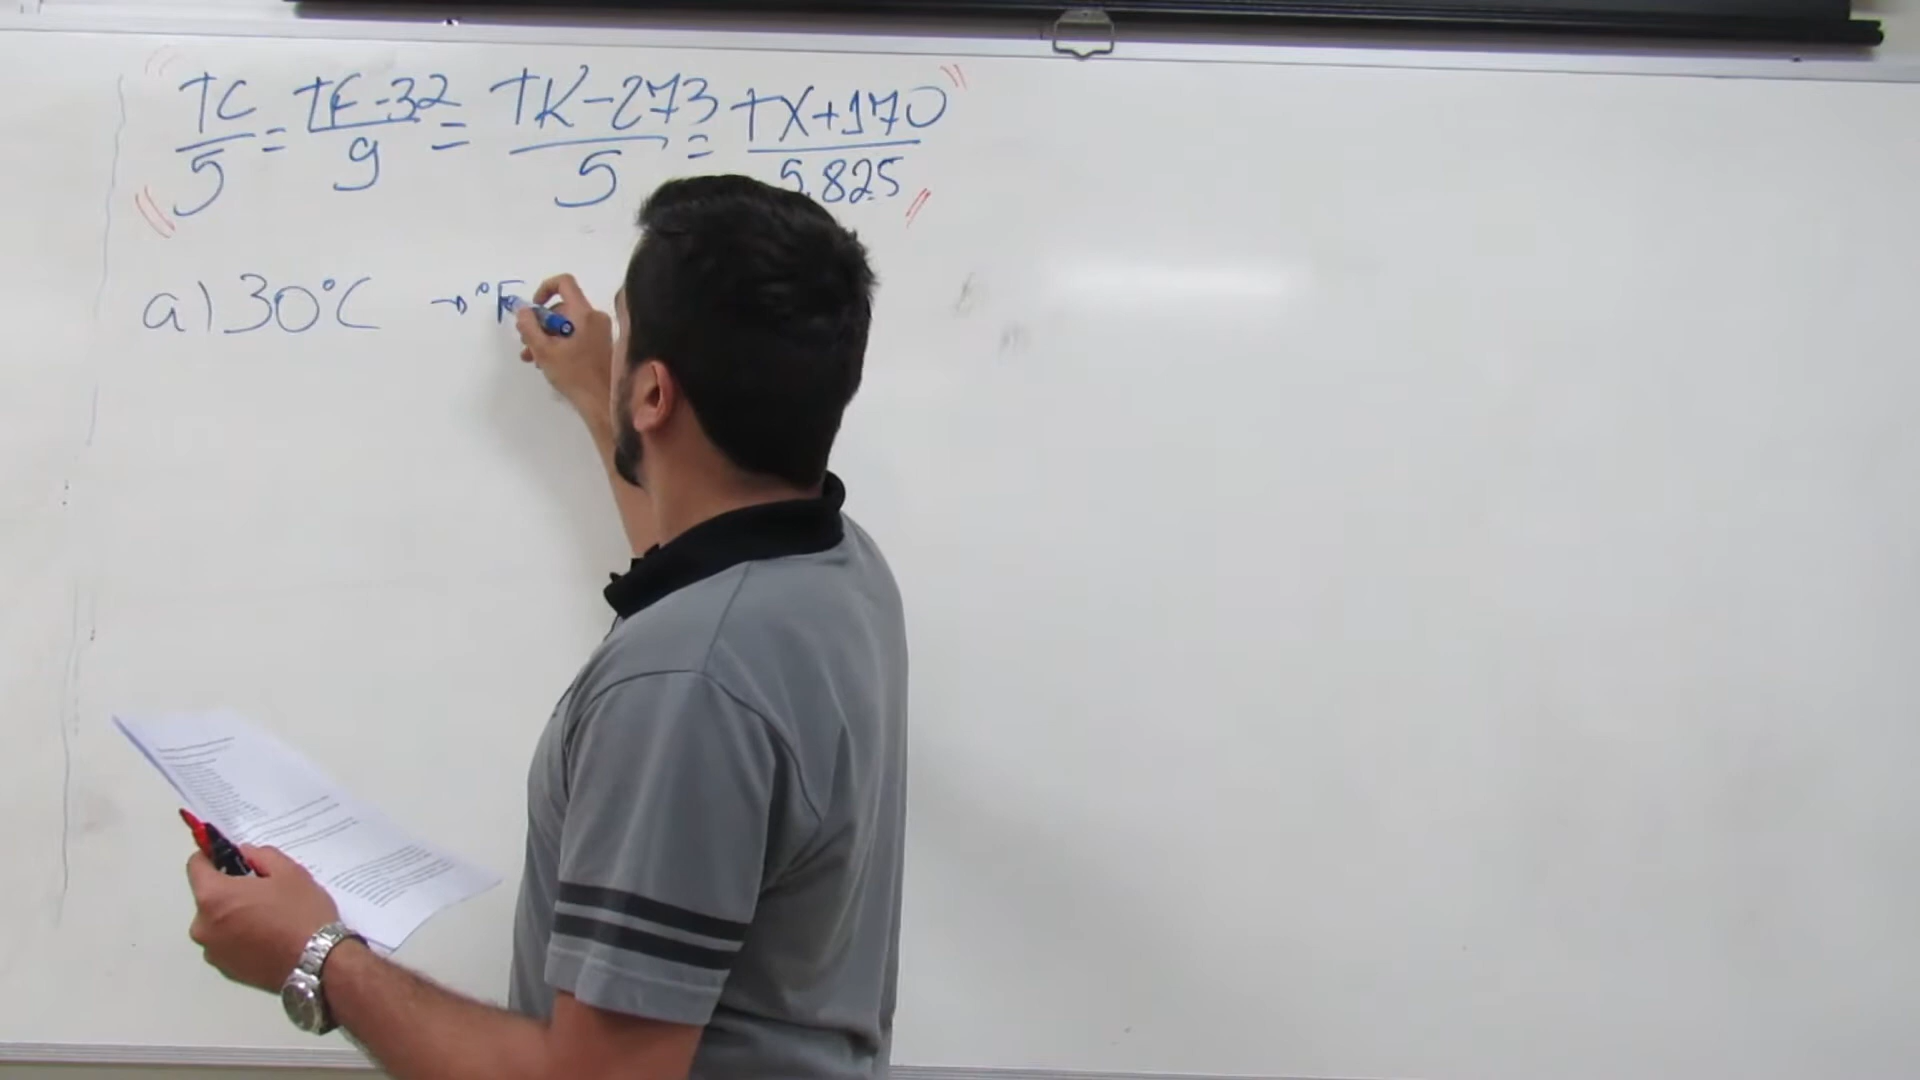 TC/5 = TF-32/9 = TK-273/5 = TX+170/5,825
a) 30°C → °F